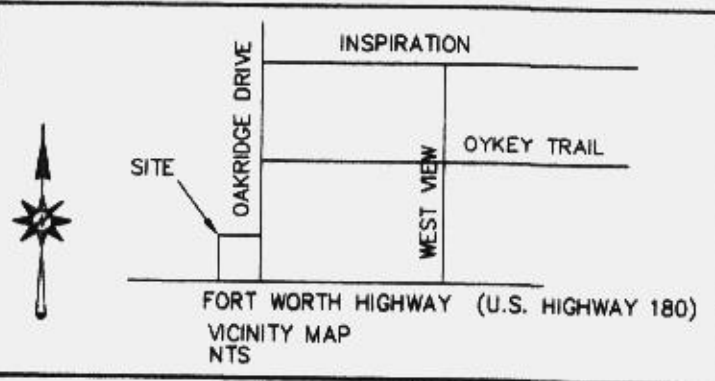 INSPIRATION
OAKRIDGE DRIVE
OYKEY TRAIL
SITE
WEST VIEW
FORT WORTH HIGHWAY (U.S. HIGHWAY 180)
VICINITY MAP
NTS